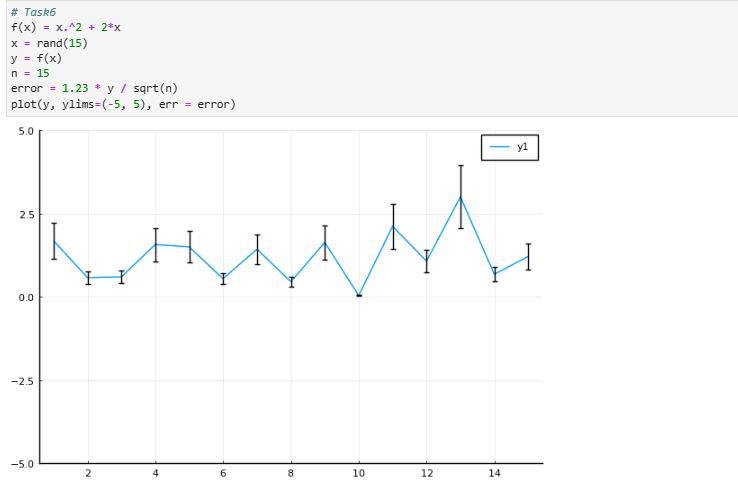 # Task6
f(x) = x.^2 + 2*x
x = rand(15)
y = f(x)
n = 15
error = 1.23 * y / sqrt(n)
plot(y, ylims=(-5, 5), err = error)
5.0
y1
2.5
0.0
−2.5
−5.0
2 4 6 8 10 12 14